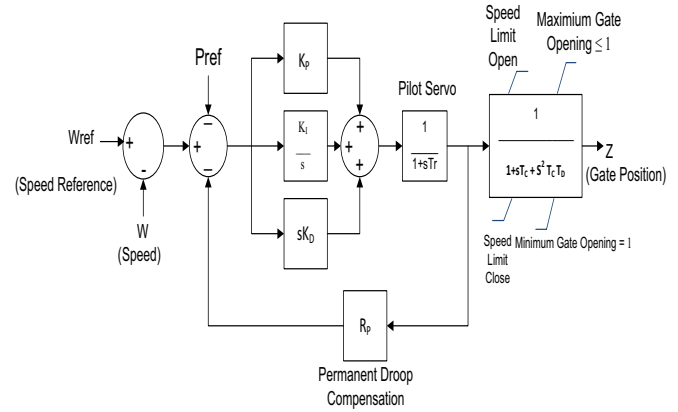 Speed
Limit
Open
Maximium Gate
Opening ≤ 1
Pref
Kp
Pilot Servo
Wref
(Speed Reference)
+
-
W
(Speed)
−
+
−
K1
s
+
+
+
1
1+sTr
1
1+sTC + S² TC TD
Z
(Gate Position)
sKD
Speed
Limit
Close
Minimum Gate Opening = 1
RP
Permanent Droop
Compensation